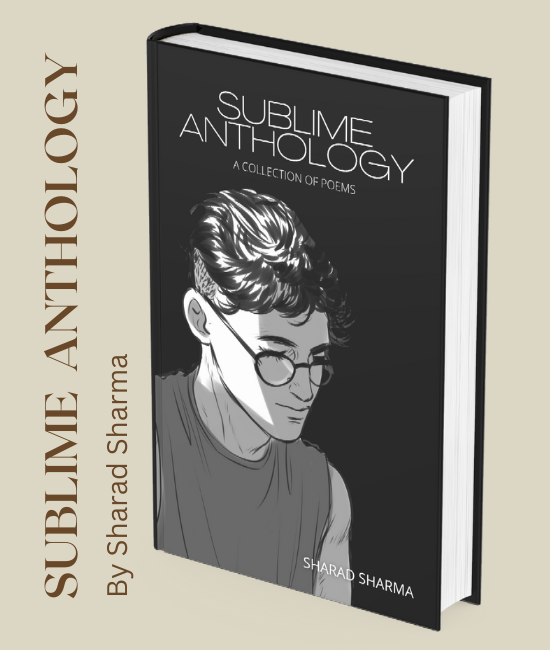 SUBLIME ANTHOLOGY
By Sharad Sharma
SUBLIME
ANTHOLOGY
A COLLECTION OF POEMS
SHARAD SHARMA